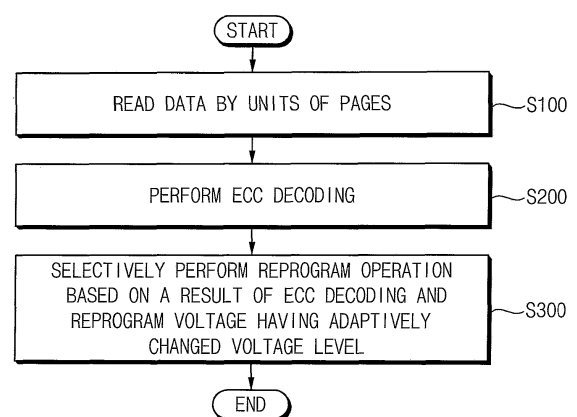 START
READ DATA BY UNITS OF PAGES
S100
PERFORM ECC DECODING
S200
SELECTIVELY PERFORM REPROGRAM OPERATION
BASED ON A RESULT OF ECC DECODING AND
REPROGRAM VOLTAGE HAVING ADAPTIVELY
CHANGED VOLTAGE LEVEL
S300
END